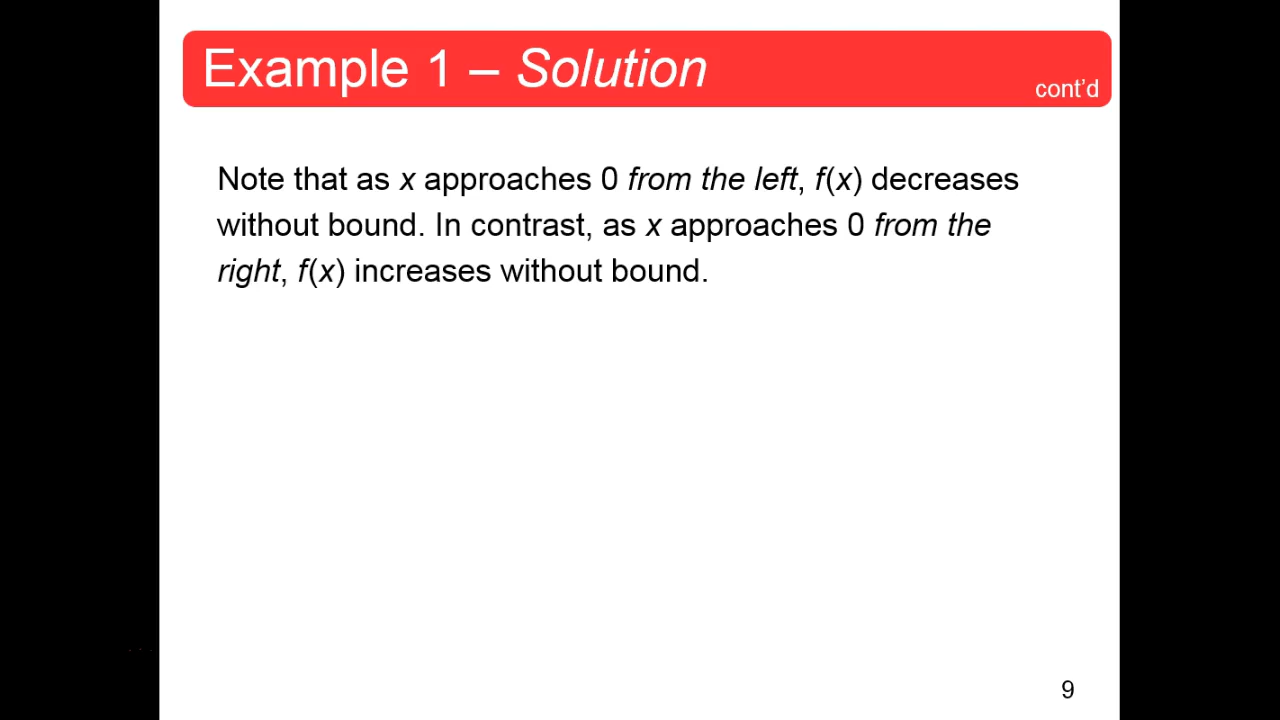 Example 1 – Solution
cont’d
Note that as x approaches 0 from the left, f(x) decreases
without bound. In contrast, as x approaches 0 from the
right, f(x) increases without bound.
9